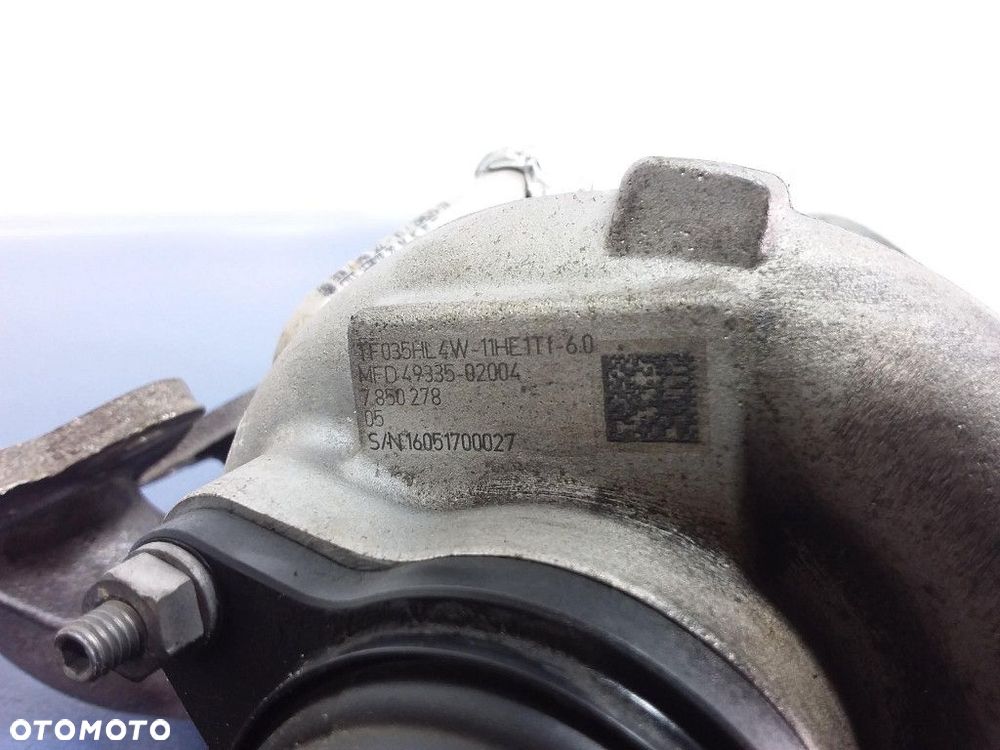 TF035HL4W-11HE1T1-6.0
MFD 49335-02004
7 850 278
05
S/N 16051700027
OTOMOTO